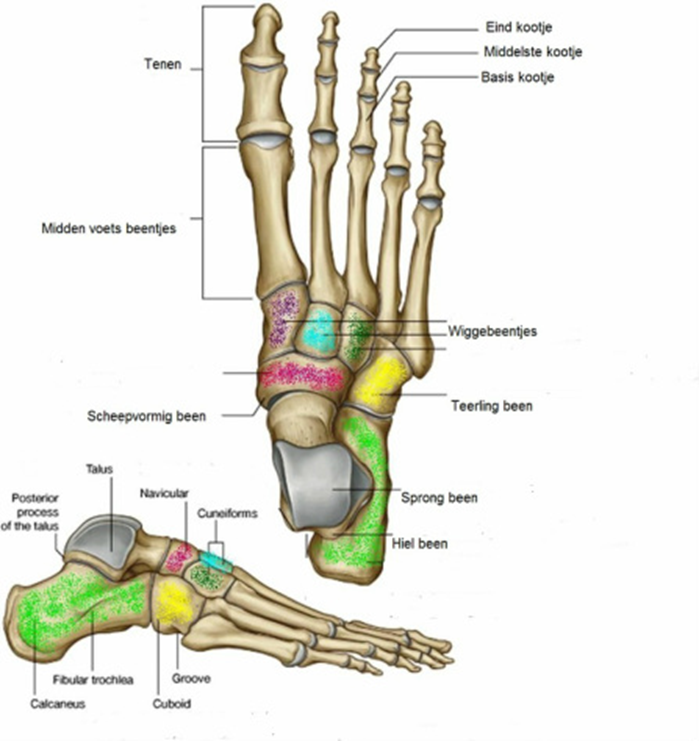 Eind kootje
Middelste kootje
Basis kootje
Tenen
Midden voets beentjes
Wiggebeentjes
Scheepvormig been
Teerling been
Sprong been
Hiel been
Talus
Posterior
process
of the talus
Navicular
Cuneiforms
Fibular trochlea
Groove
Calcaneus
Cuboid